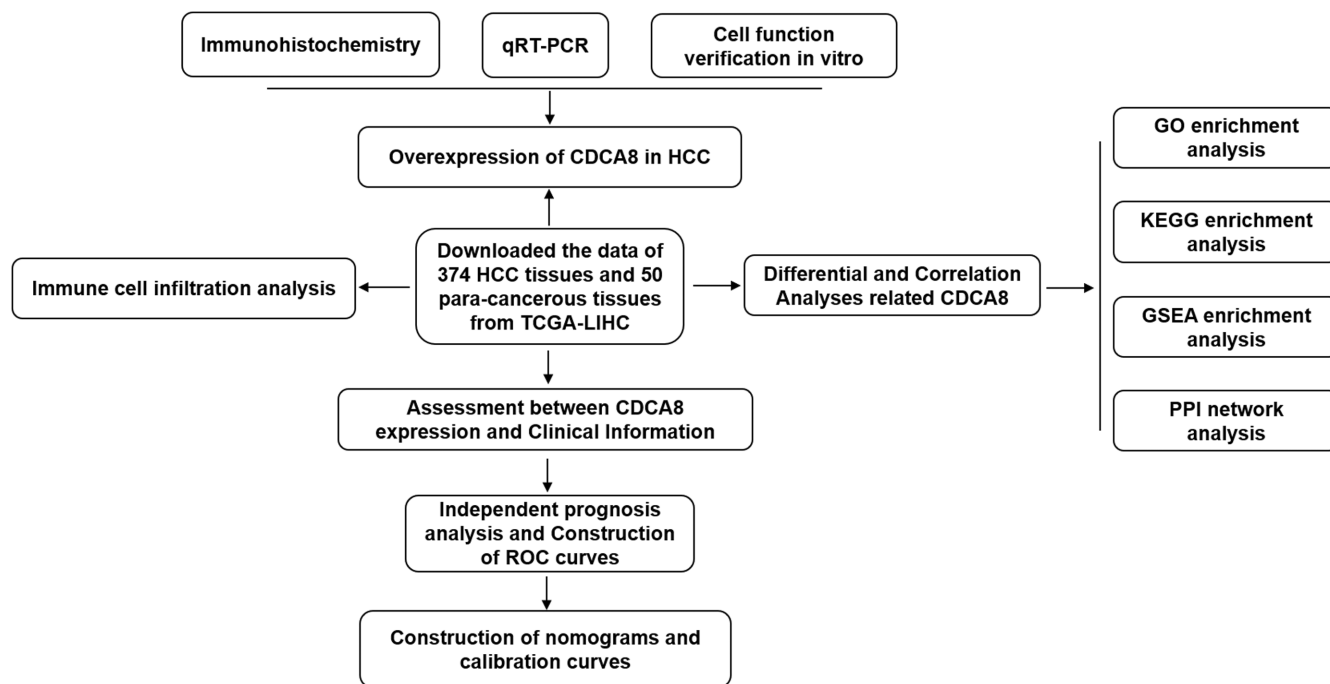 Immunohistochemistry
qRT-PCR
Cell function
verification in vitro
Overexpression of CDCA8 in HCC
GO enrichment
analysis
KEGG enrichment
analysis
Downloaded the data of
374 HCC tissues and 50
para-cancerous tissues
from TCGA-LIHC
Immune cell infiltration analysis
Differential and Correlation
Analyses related CDCA8
GSEA enrichment
analysis
PPI network
analysis
Assessment between CDCA8
expression and Clinical Information
Independent prognosis
analysis and Construction
of ROC curves
Construction of nomograms and
calibration curves